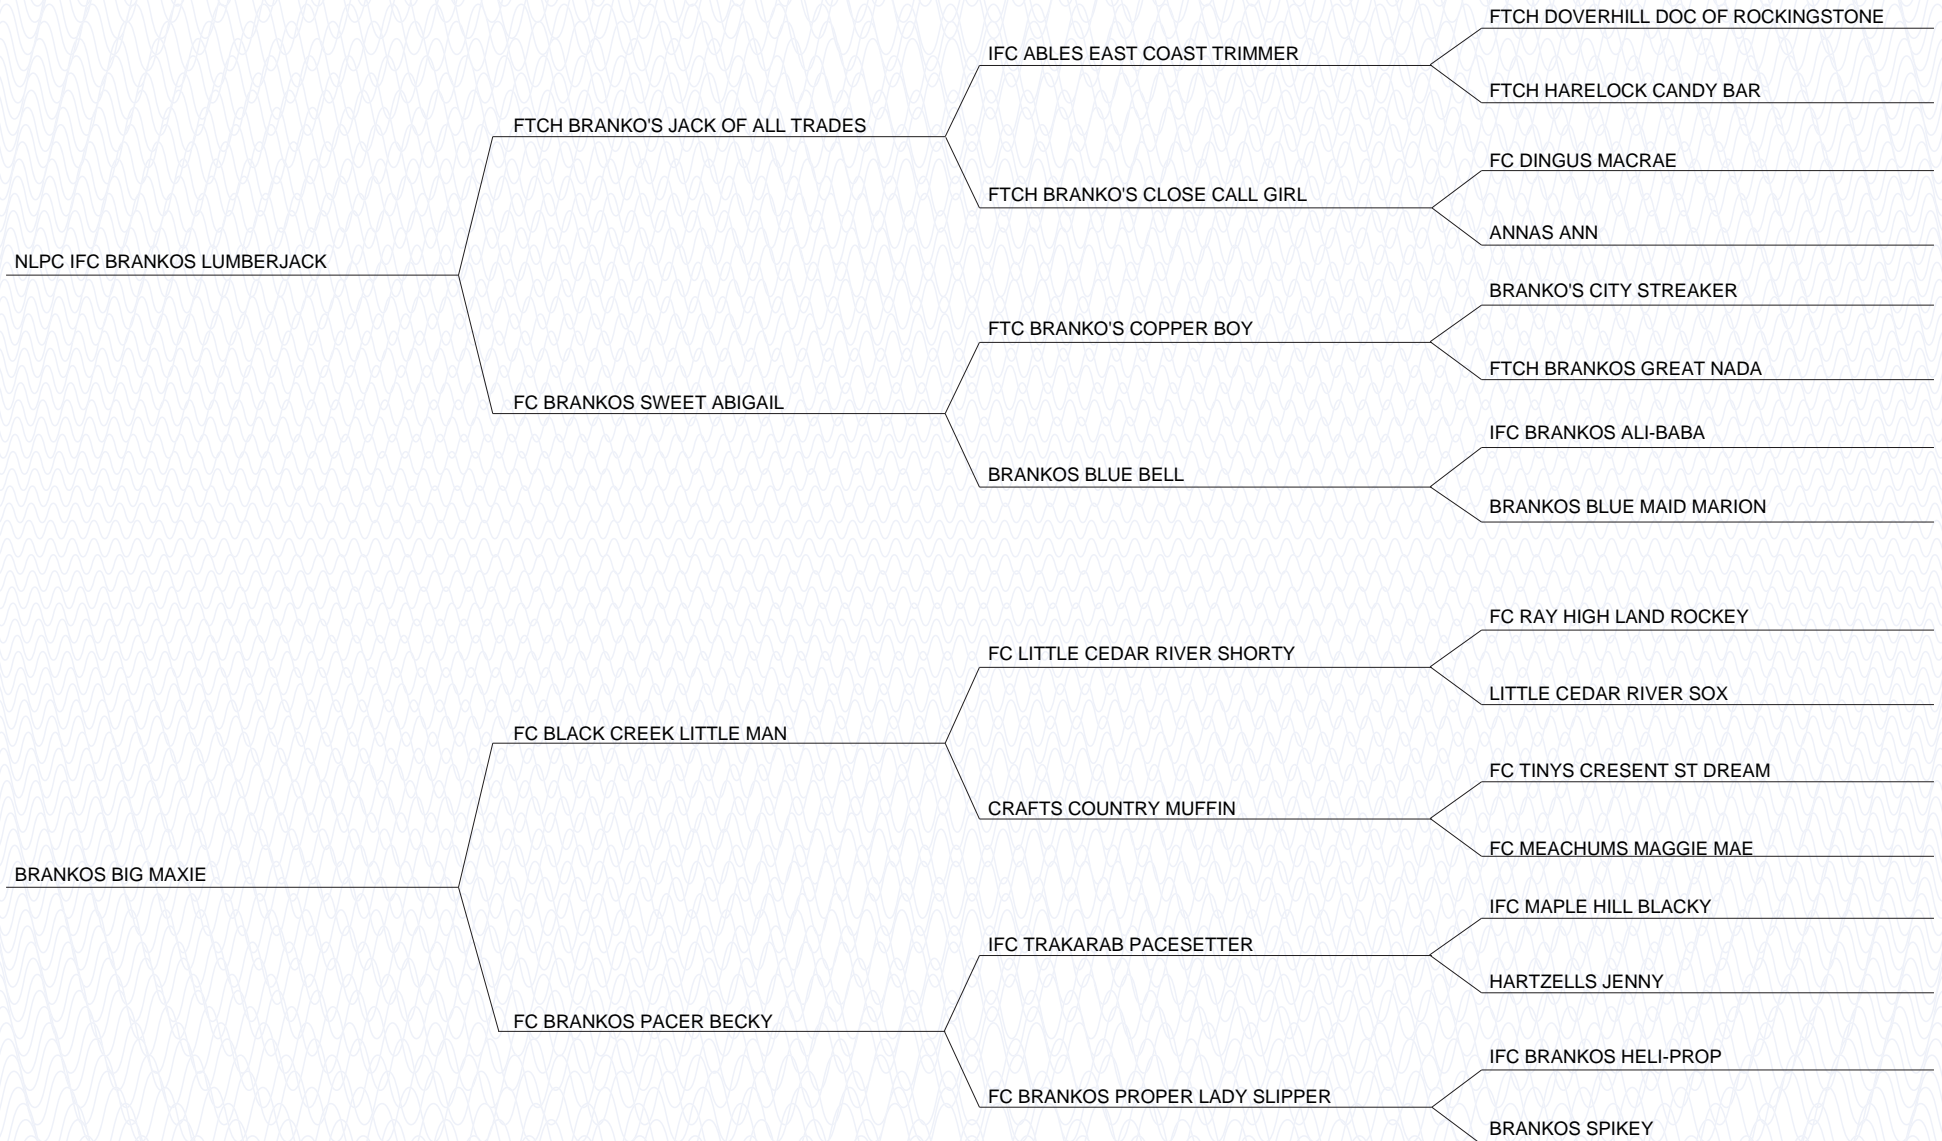 FTCH DOVERHILL DOC OF ROCKINGSTONE
IFC ABLES EAST COAST TRIMMER
FTCH HARELOCK CANDY BAR
FTCH BRANKO'S JACK OF ALL TRADES
FC DINGUS MACRAE
FTCH BRANKO'S CLOSE CALL GIRL
ANNAS ANN
NLPC IFC BRANKOS LUMBERJACK
BRANKO'S CITY STREAKER
FTC BRANKO'S COPPER BOY
FTCH BRANKOS GREAT NADA
FC BRANKOS SWEET ABIGAIL
IFC BRANKOS ALI-BABA
BRANKOS BLUE BELL
BRANKOS BLUE MAID MARION
FC RAY HIGH LAND ROCKEY
FC LITTLE CEDAR RIVER SHORTY
LITTLE CEDAR RIVER SOX
FC BLACK CREEK LITTLE MAN
FC TINYS CRESENT ST DREAM
CRAFTS COUNTRY MUFFIN
FC MEACHUMS MAGGIE MAE
BRANKOS BIG MAXIE
IFC MAPLE HILL BLACKY
IFC TRAKARAB PACESETTER
HARTZELLS JENNY
FC BRANKOS PACER BECKY
IFC BRANKOS HELI-PROP
FC BRANKOS PROPER LADY SLIPPER
BRANKOS SPIKEY